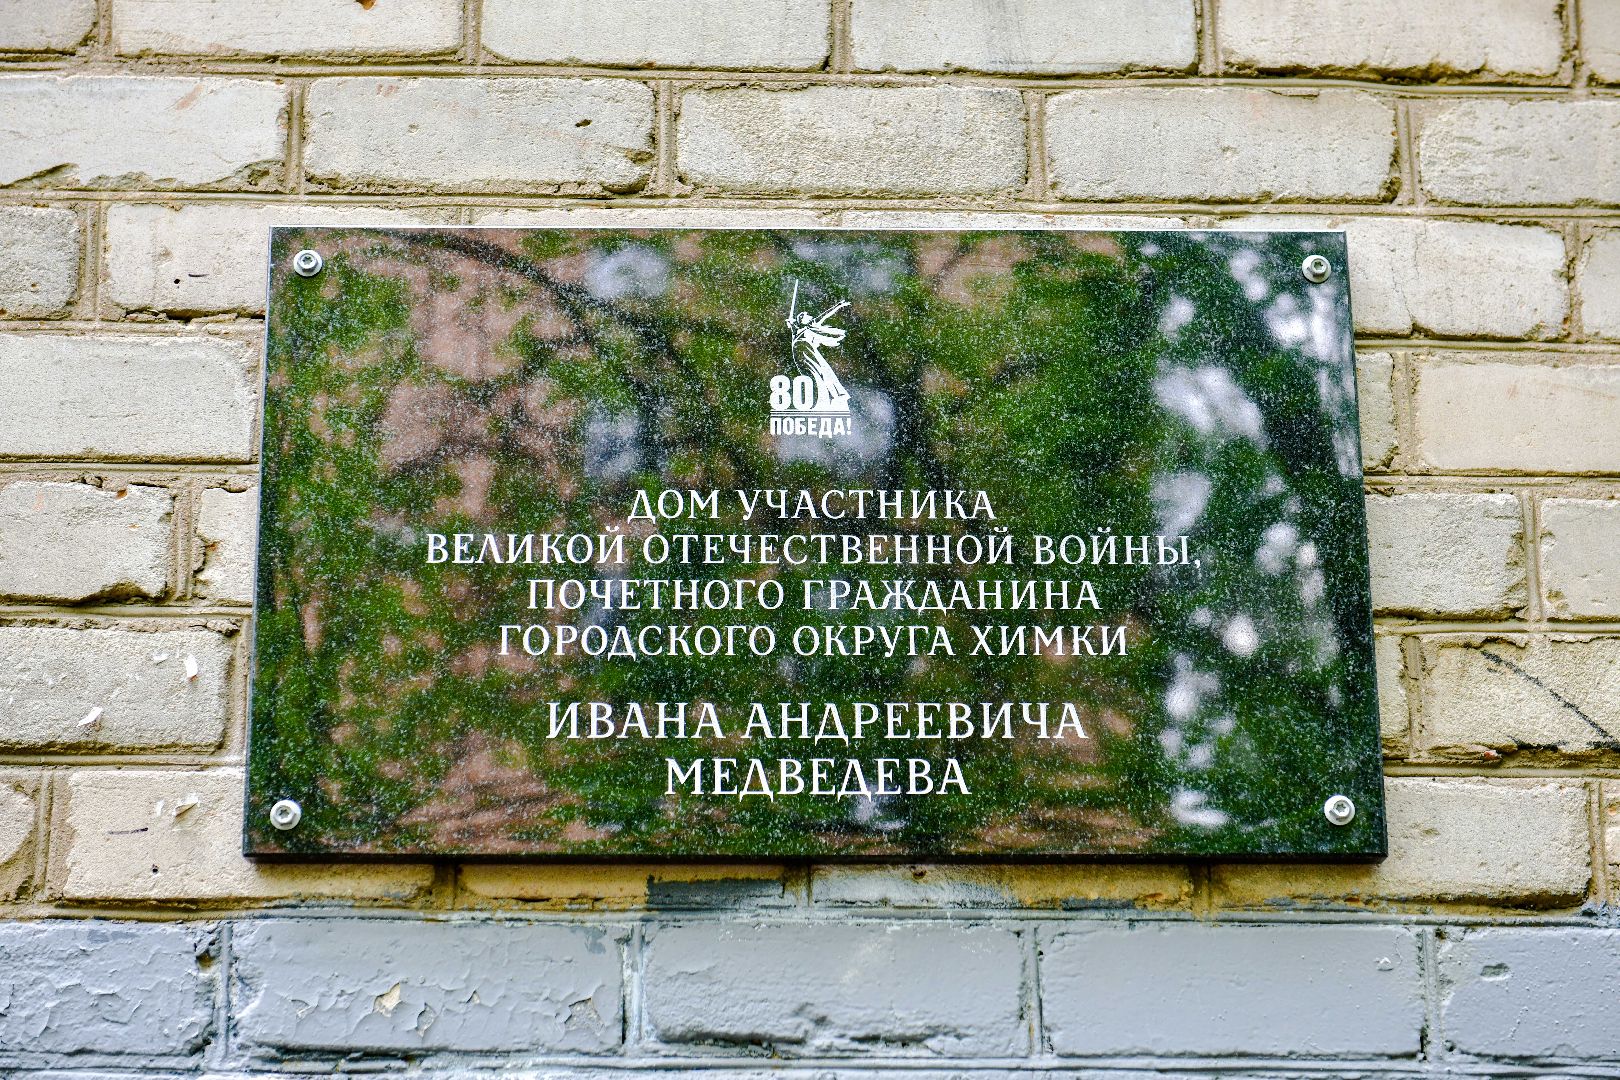 80
ПОБЕДА!
ДОМ УЧАСТНИКА
ВЕЛИКОЙ ОТЕЧЕСТВЕННОЙ ВОЙНЫ,
ПОЧЕТНОГО ГРАЖДАНИНА
ГОРОДСКОГО ОКРУГА ХИМКИ
ИВАНА АНДРЕЕВИЧА
МЕДВЕДЕВА